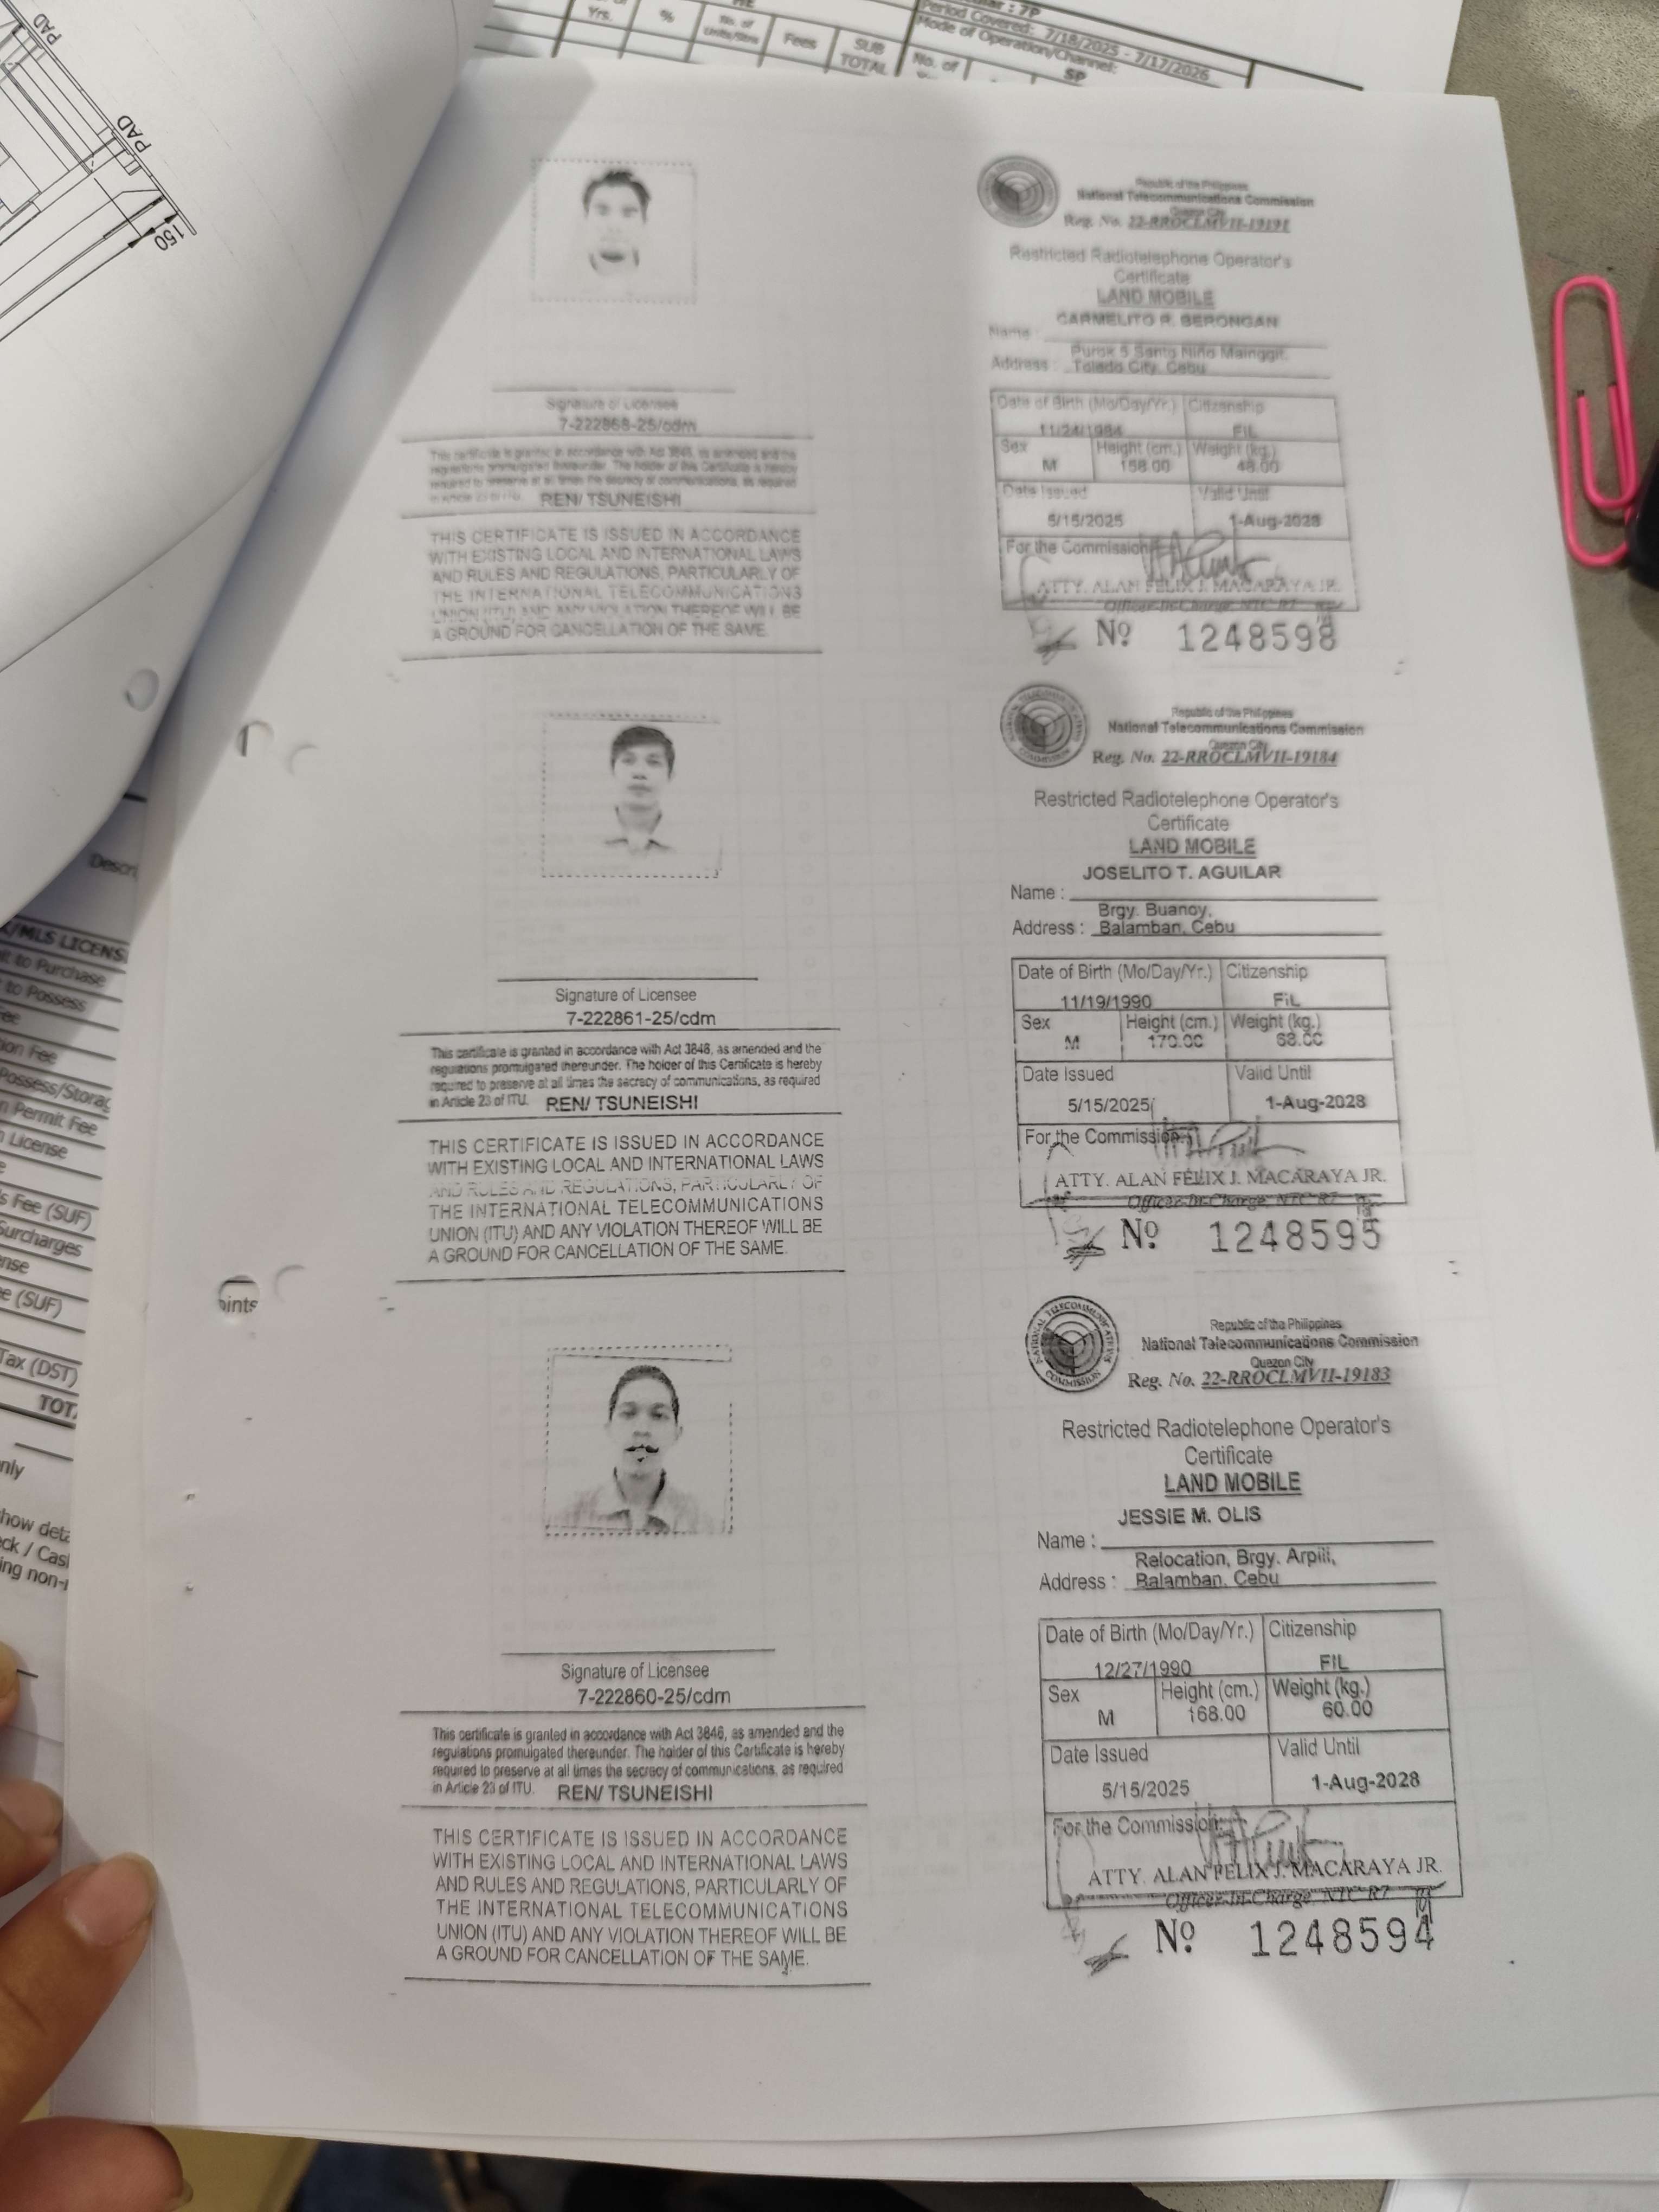 PAD
PAD
150
Yrs.
%
No. of
Units/Stns
Fees
SUB
TOTAL
No. of
: 7P
Period Covered: 7/18/2025 - 7/17/2026
Mode of Operation/Channel:
SP
Republic of the Philippines
National Telecommunications Commission
Quezon City
Reg. No. 22-RROCLMVII-19191
Restricted Radiotelephone Operator's
Certificate
LAND MOBILE
CARMELITO R. BERONGAN
Name :
Purok 5 Santo Niño Mainggit,
Address : Toledo City, Cebu
Date of Birth (Mo/Day/Yr.) Citizenship
11/24/1984 FIL
Sex Height (cm.) Weight (kg.)
M 158.00 48.00
Date Issued Valid Until
5/15/2025 1-Aug-2028
For the Commission:
ATTY. ALAN FELIX J. MACARAYA JR.
Officer-In-Charge, NTC R7
Nº 1248598
Signature of Licensee
7-222868-25/cdm
This certificate is granted in accordance with Act 3846, as amended and the
regulations promulgated thereunder. The holder of this Certificate is hereby
required to preserve at all times the secrecy of communications, as required
in Article 23 of ITU. REN/ TSUNEISHI
THIS CERTIFICATE IS ISSUED IN ACCORDANCE
WITH EXISTING LOCAL AND INTERNATIONAL LAWS
AND RULES AND REGULATIONS, PARTICULARLY OF
THE INTERNATIONAL TELECOMMUNICATIONS
UNION (ITU) AND ANY VIOLATION THEREOF WILL BE
A GROUND FOR CANCELLATION OF THE SAME.
Republic of the Philippines
National Telecommunications Commission
Quezon City
Reg. No. 22-RROCLMVII-19184
Restricted Radiotelephone Operator's
Certificate
LAND MOBILE
JOSELITO T. AGUILAR
Name :
Brgy. Buanoy,
Address : Balamban, Cebu
Date of Birth (Mo/Day/Yr.) Citizenship
11/19/1990 FIL
Sex Height (cm.) Weight (kg.)
M 170.00 68.00
Date Issued Valid Until
5/15/2025 1-Aug-2028
For the Commission:
ATTY. ALAN FELIX J. MACARAYA JR.
Officer-In-Charge, NTC R7
Nº 1248595
Signature of Licensee
7-222861-25/cdm
This certificate is granted in accordance with Act 3846, as amended and the
regulations promulgated thereunder. The holder of this Certificate is hereby
required to preserve at all times the secrecy of communications, as required
in Article 23 of ITU. REN/ TSUNEISHI
THIS CERTIFICATE IS ISSUED IN ACCORDANCE
WITH EXISTING LOCAL AND INTERNATIONAL LAWS
AND RULES AND REGULATIONS, PARTICULARLY OF
THE INTERNATIONAL TELECOMMUNICATIONS
UNION (ITU) AND ANY VIOLATION THEREOF WILL BE
A GROUND FOR CANCELLATION OF THE SAME.
NATIONAL TELECOMMUNICATIONS COMMISSION
Republic of the Philippines
National Telecommunications Commission
Quezon City
Reg. No. 22-RROCLMVII-19183
Restricted Radiotelephone Operator's
Certificate
LAND MOBILE
JESSIE M. OLIS
Name :
Relocation, Brgy. Arpili,
Address : Balamban, Cebu
Date of Birth (Mo/Day/Yr.) Citizenship
12/27/1990 FIL
Sex Height (cm.) Weight (kg.)
M 168.00 60.00
Date Issued Valid Until
5/15/2025 1-Aug-2028
For the Commission:
ATTY. ALAN FELIX J. MACARAYA JR.
Officer-In-Charge, NTC R7
Nº 1248594
Signature of Licensee
7-222860-25/cdm
This certificate is granted in accordance with Act 3846, as amended and the
regulations promulgated thereunder. The holder of this Certificate is hereby
required to preserve at all times the secrecy of communications, as required
in Article 23 of ITU. REN/ TSUNEISHI
THIS CERTIFICATE IS ISSUED IN ACCORDANCE
WITH EXISTING LOCAL AND INTERNATIONAL LAWS
AND RULES AND REGULATIONS, PARTICULARLY OF
THE INTERNATIONAL TELECOMMUNICATIONS
UNION (ITU) AND ANY VIOLATION THEREOF WILL BE
A GROUND FOR CANCELLATION OF THE SAME.
Descri
/MLS LICENS
it to Purchase
to Possess
ee
ion Fee
Possess/Storag
n Permit Fee
n License
s Fee (SUF)
Surcharges
nse
e (SUF)
Tax (DST)
TOT
oints
nly
how deta
ck / Casl
ing non-r